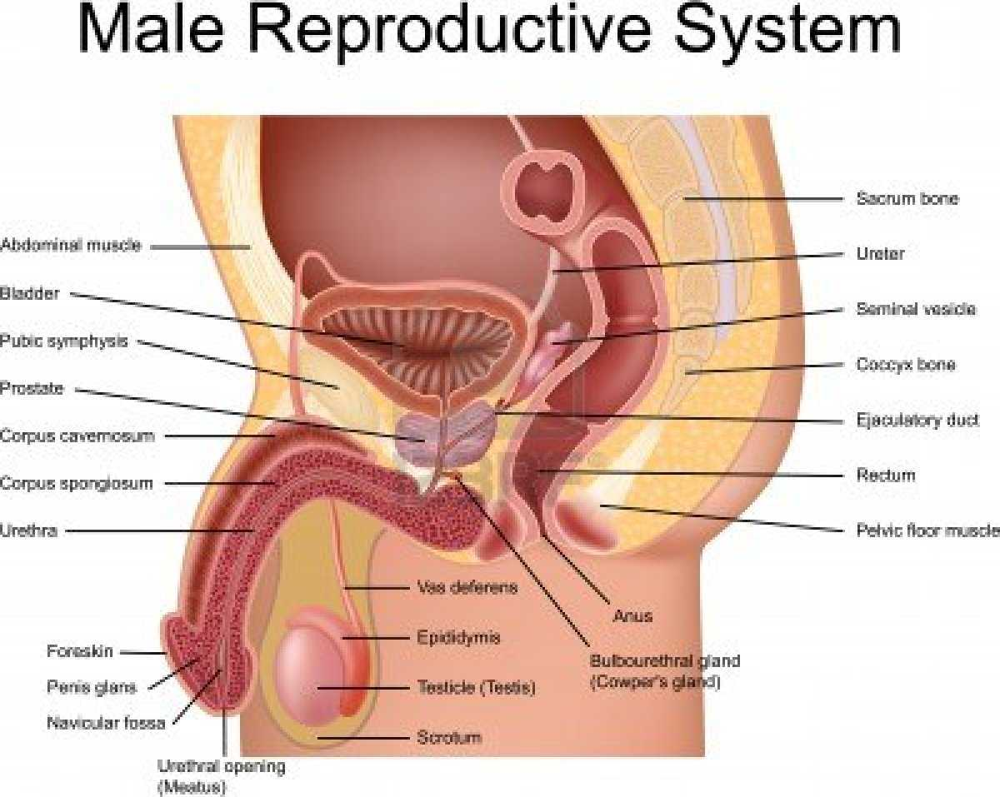 Male Reproductive System
Abdominal muscle
Bladder
Pubic symphysis
Prostate
Corpus cavernosum
Corpus spongiosum
Urethra
Foreskin
Penis glans
Navicular fossa
Urethral opening
(Meatus)
Vas deferens
Epididymis
Testicle (Testis)
Scrotum
Sacrum bone
Ureter
Seminal vesicle
Coccyx bone
Ejaculatory duct
Rectum
Pelvic floor muscle
Anus
Bulbourethral gland
(Cowper's gland)